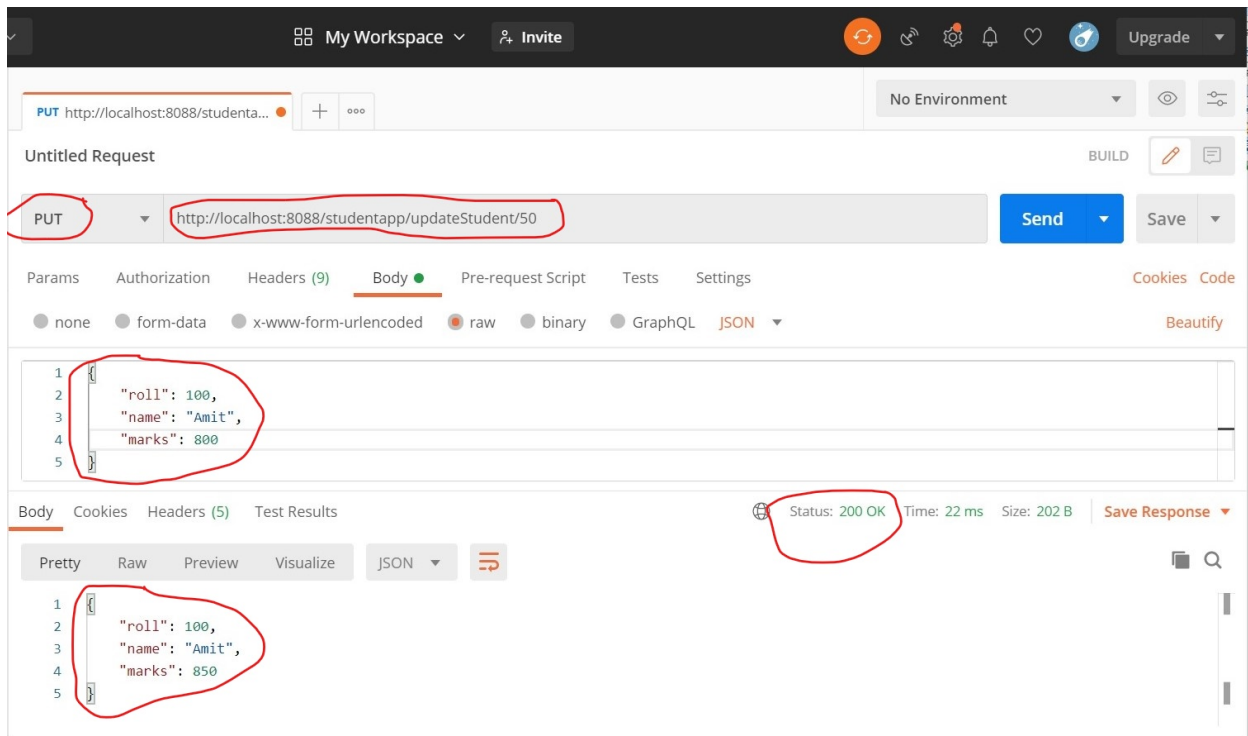 My Workspace Invite Upgrade
PUT http://localhost:8088/studenta... No Environment
Untitled Request BUILD
PUT http://localhost:8088/studentapp/updateStudent/50 Send Save
Params Authorization Headers (9) Body Pre-request Script Tests Settings Cookies Code
none form-data x-www-form-urlencoded raw binary GraphQL JSON Beautify
1 {
2 "roll": 100,
3 "name": "Amit",
4 "marks": 800
5 }
Body Cookies Headers (5) Test Results Status: 200 OK Time: 22 ms Size: 202 B Save Response
Pretty Raw Preview Visualize JSON
1 {
2 "roll": 100,
3 "name": "Amit",
4 "marks": 850
5 }